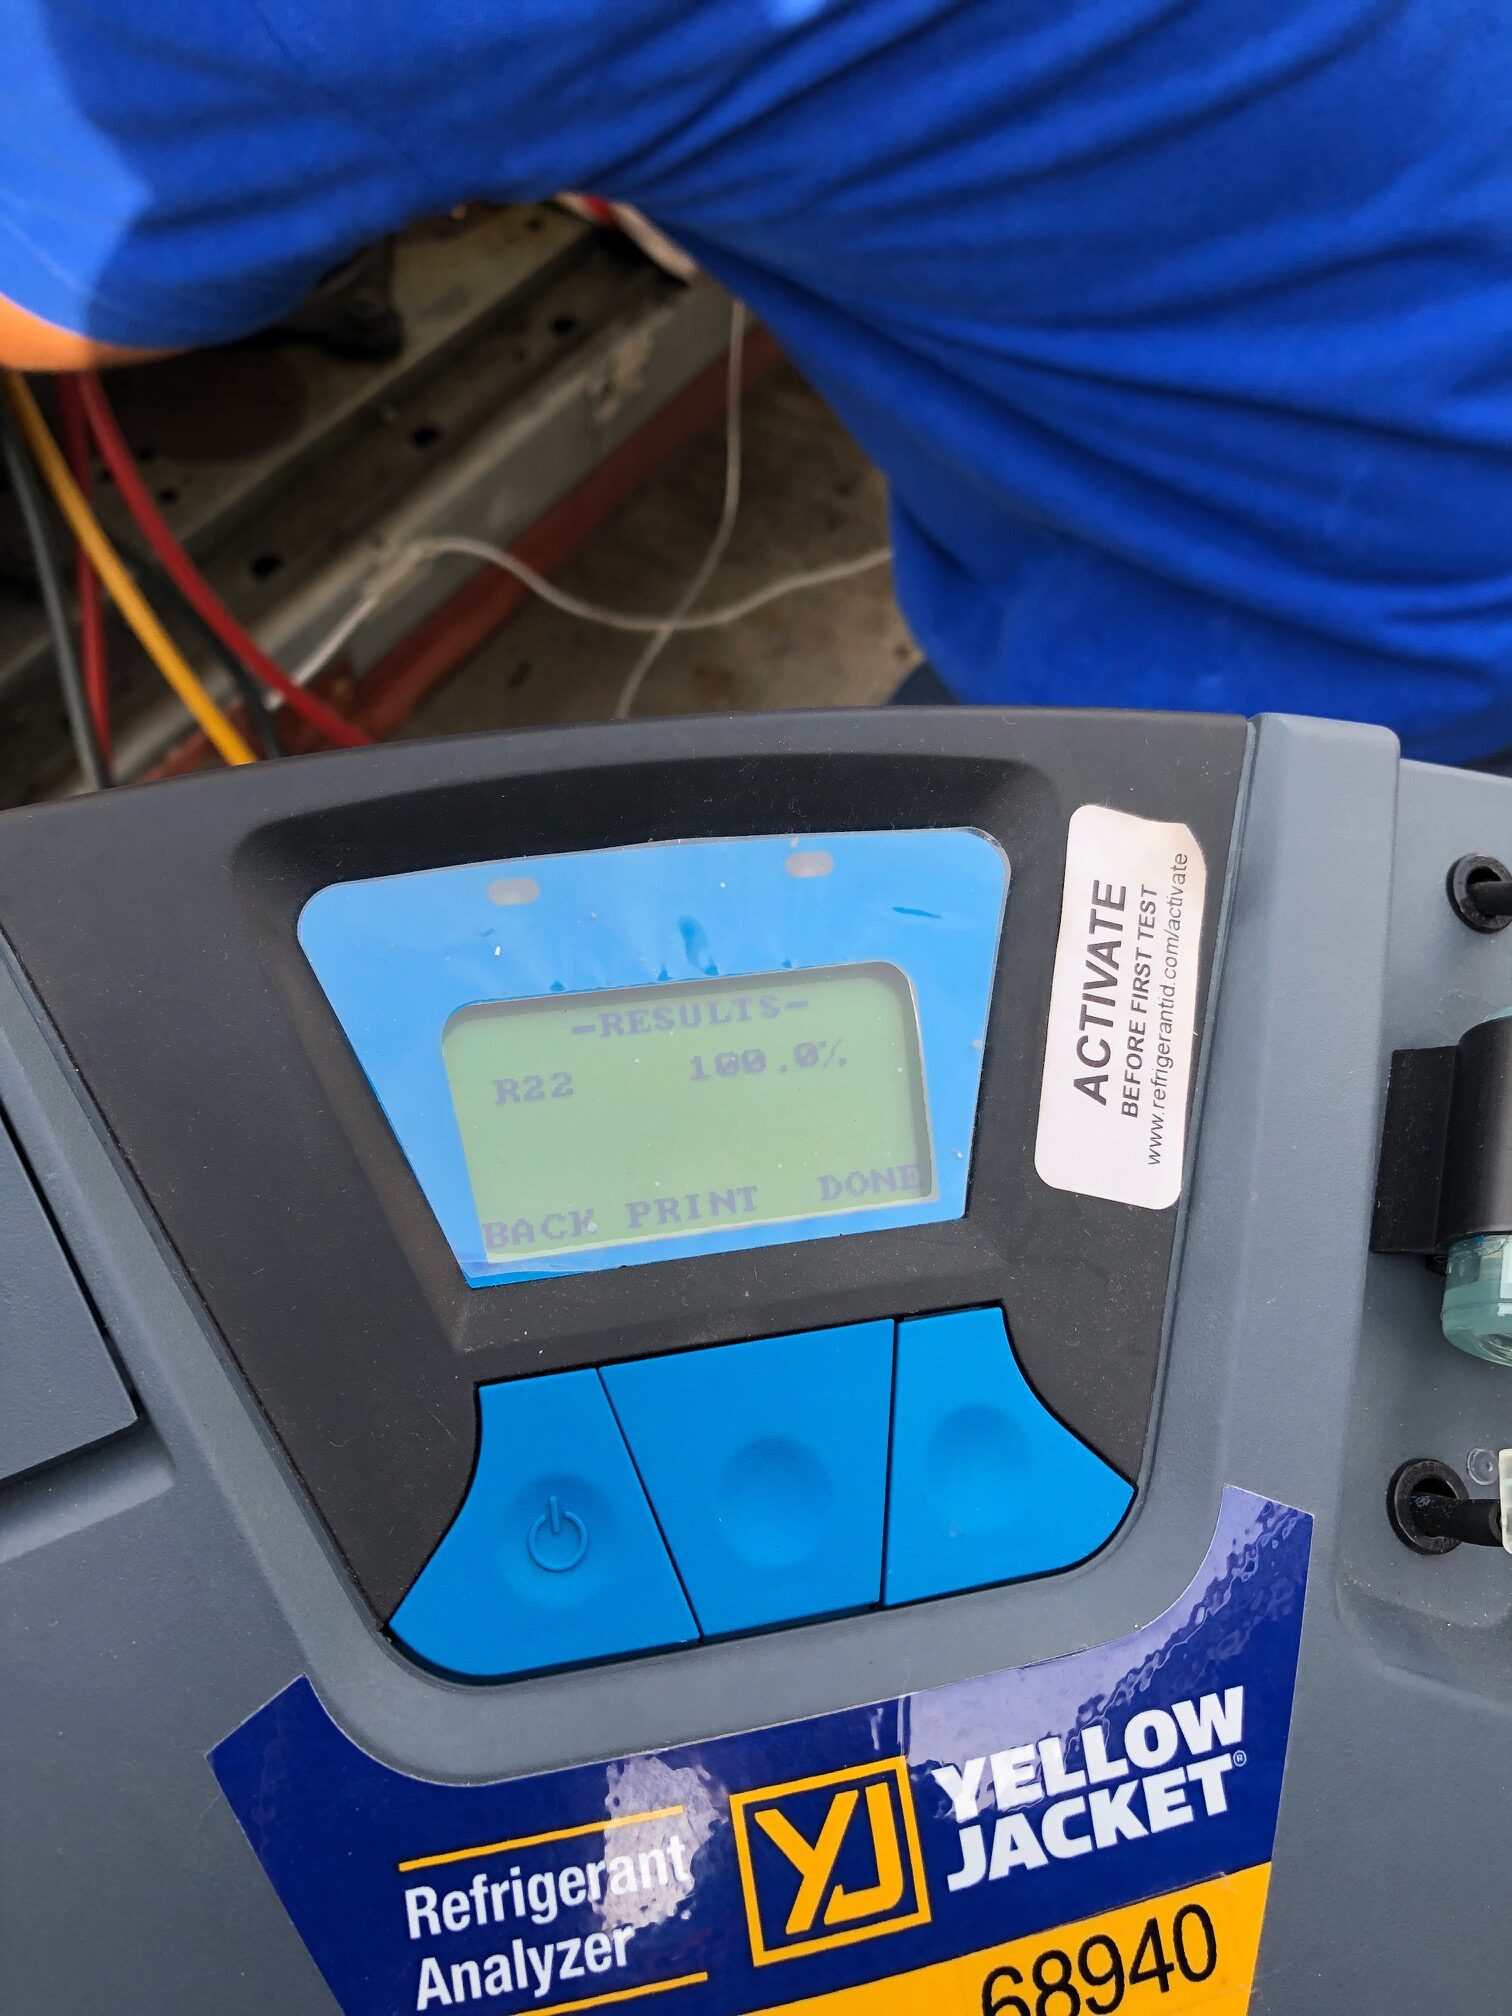 -RESULTS-
R22 100.0%
BACK PRINT DONE
ACTIVATE
BEFORE FIRST TEST
www.refrigerantid.com/activate
Refrigerant
Analyzer
YJ
YELLOW
JACKET®
68940